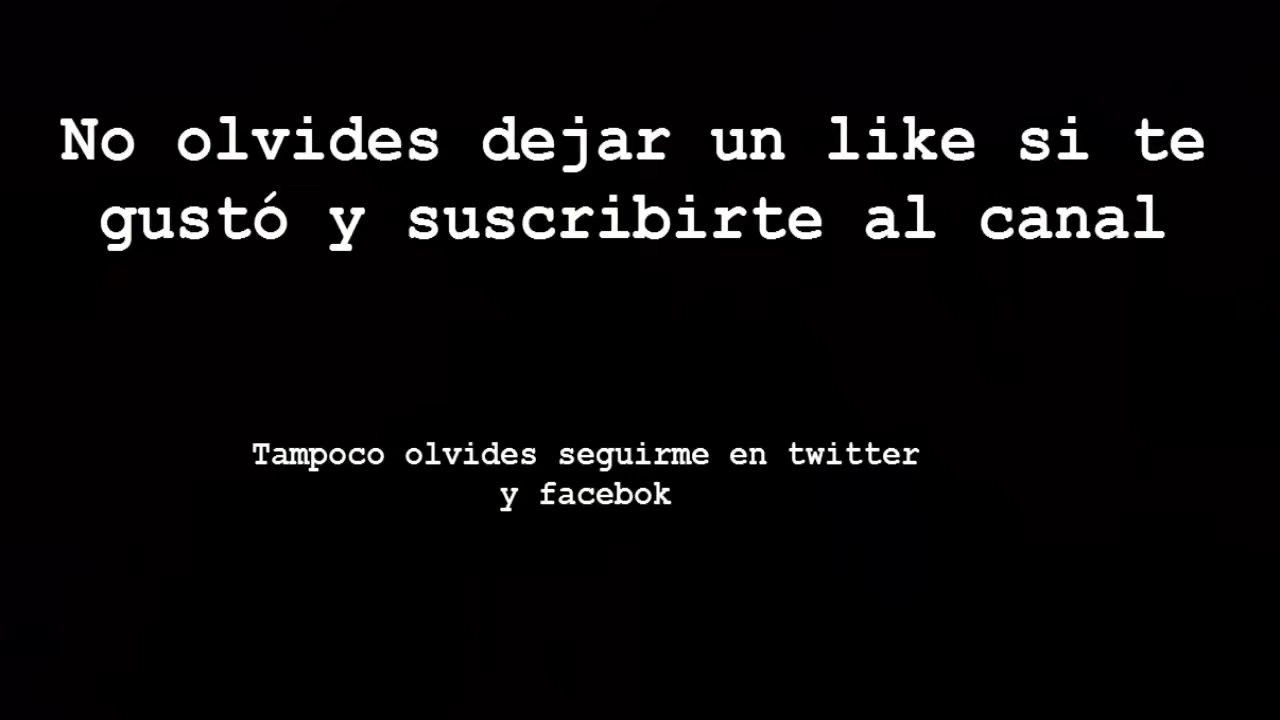 No olvides dejar un like si te
gustó y suscribirte al canal
Tampoco olvides seguirme en twitter
y facebok